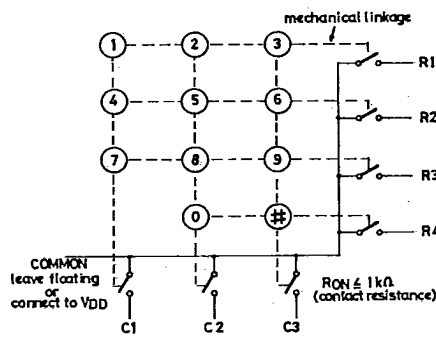 mechanical linkage
1 2 3 R1
4 5 6 R2
7 8 9 R3
0 # R4
COMMON
leave floating
or
connect to VDD
RON ≤ 1kΩ
(contact resistance)
C1 C2 C3